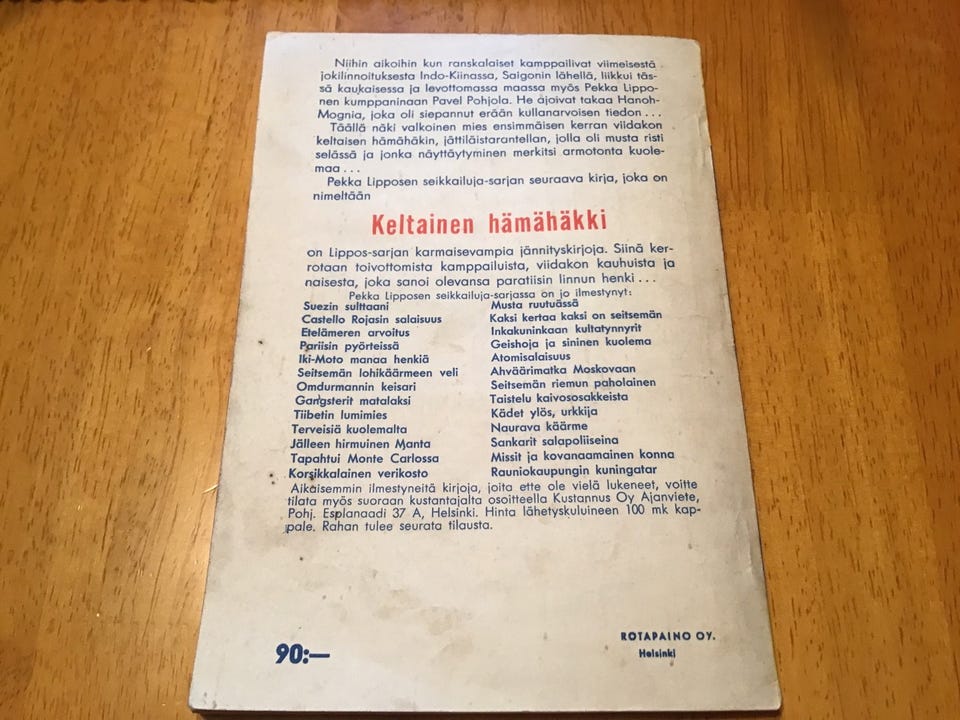 Niihin aikoihin kun ranskalaiset kamppailivat viimeisestä
jokilinnoituksesta Indo-Kiinassa, Saigonin lähellä, liikkui täs-
sä kaukaisessa ja levottomassa maassa myös Pekka Lippo-
nen kumppaninaan Pavel Pohjola. He ajoivat takaa Hanoh-
Mognia, joka oli siepannut erään kullanarvoisen tiedon...
Täällä näki valkoinen mies ensimmäisen kerran viidakon
keltaisen hämähäkin, jättiläistarantellan, jolla oli musta risti
selässä ja jonka näyttäytyminen merkitsi armotonta kuole-
maa...
Pekka Lipposen seikkailuja-sarjan seuraava kirja, joka on
nimeltään
Keltainen hämähäkki
on Lippos-sarjan karmaisevampia jännityskirjoja. Siinä ker-
rotaan toivottomista kamppailuista, viidakon kauhuista ja
naisesta, joka sanoi olevansa paratiisin linnun henki...
Pekka Lipposen seikkailuja-sarjassa on jo ilmestynyt:
Suezin sulttaani
Castello Rojasin salaisuus
Etelämeren arvoitus
Pariisin pyörteissä
Iki-Moto manaa henkiä
Seitsemän lohikäärmeen veli
Omdurmannin keisari
Gangsterit matalaksi
Tiibetin lumimies
Terveisiä kuolemalta
Jälleen hirmuinen Manta
Tapahtui Monte Carlossa
Korsikkalainen verikosto
Musta ruutuässä
Kaksi kertaa kaksi on seitsemän
Inkakuninkaan kultatynnyrit
Geishoja ja sininen kuolema
Atomisalaisuus
Ahväärimatka Moskovaan
Seitsemän riemun paholainen
Taistelu kaivososakkeista
Kädet ylös, urkkija
Naurava käärme
Sankarit salapoliiseina
Missit ja kovanaamainen konna
Rauniokaupungin kuningatar
Aikaisemmin ilmestyneitä kirjoja, joita ette ole vielä lukeneet, voitte
tilata myös suoraan kustantajalta osoitteella Kustannus Oy Ajanviete,
Pohj. Esplanaadi 37 A, Helsinki. Hinta lähetyskuluineen 100 mk kap-
pale. Rahan tulee seurata tilausta.
90:—
ROTAPAINO OY.
Helsinki